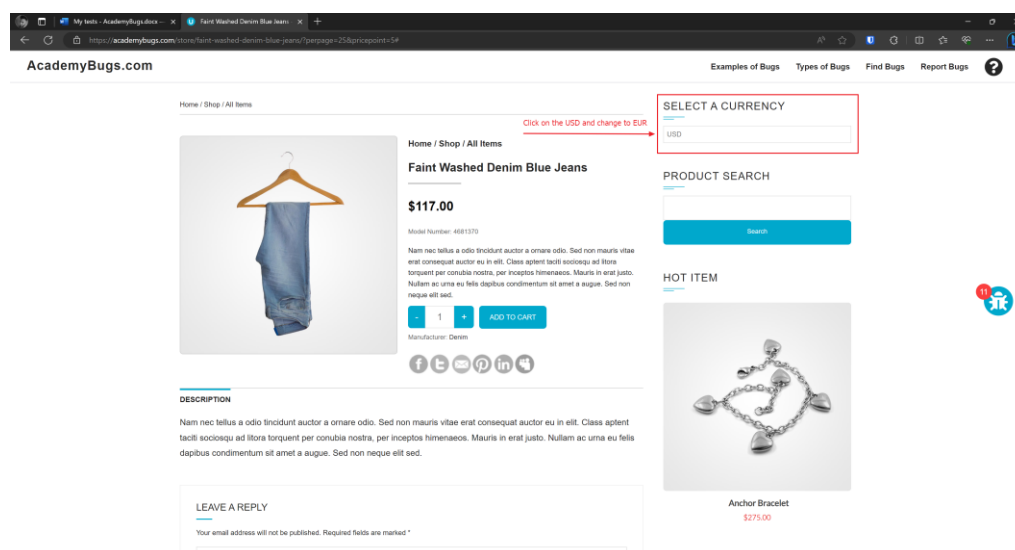 My tests - AcademyBugs.docx -
Faint Washed Denim Blue Jeans
https://academybugs.com/store/faint-washed-denim-blue-jeans/?perpage=25&pricepoint=5#
AcademyBugs.com
Examples of Bugs
Types of Bugs
Find Bugs
Report Bugs
Home / Shop / All Items
Click on the USD and change to EUR
SELECT A CURRENCY
USD
Home / Shop / All Items
Faint Washed Denim Blue Jeans
$117.00
Model Number: 4681370
Nam nec tellus a odio tincidunt auctor a ornare odio. Sed non mauris vitae
erat consequat auctor eu in elit. Class aptent taciti sociosqu ad litora
torquent per conubia nostra, per inceptos himenaeos. Mauris in erat justo.
Nullam ac urna eu felis dapibus condimentum sit amet a augue. Sed non
neque elit sed.
- 1 +
ADD TO CART
Manufacturer: Denim
PRODUCT SEARCH
Search
HOT ITEM
11
Anchor Bracelet
$275.00
DESCRIPTION
Nam nec tellus a odio tincidunt auctor a ornare odio. Sed non mauris vitae erat consequat auctor eu in elit. Class aptent
taciti sociosqu ad litora torquent per conubia nostra, per inceptos himenaeos. Mauris in erat justo. Nullam ac urna eu felis
dapibus condimentum sit amet a augue. Sed non neque elit sed.
LEAVE A REPLY
Your email address will not be published. Required fields are marked *